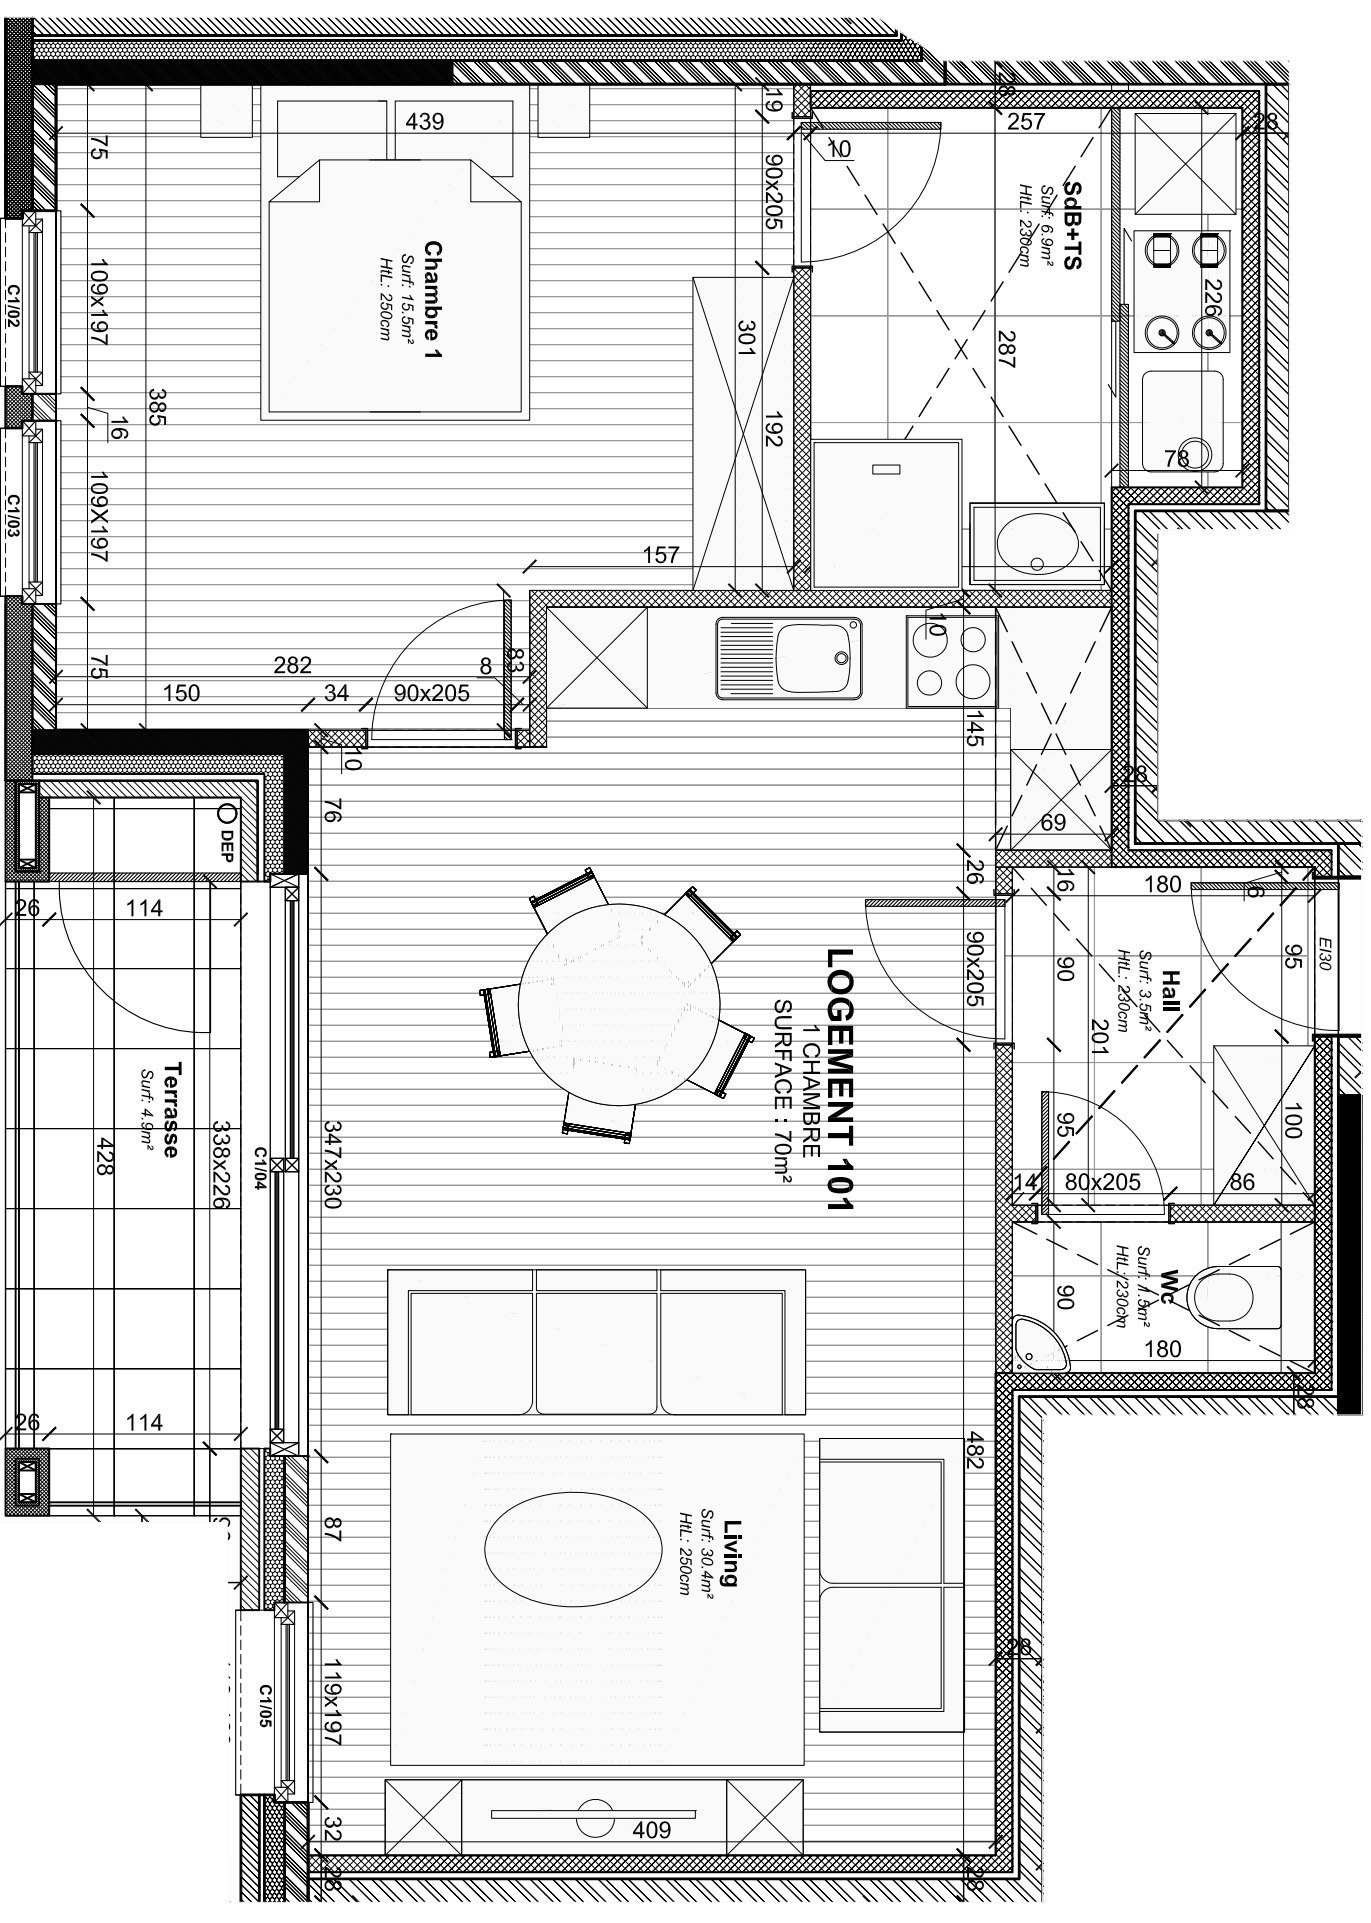 LOGEMENT 101
1 CHAMBRE
SURFACE : 70m²
Chambre 1
Surf: 15.5m²
HtL: 250cm
SdB+TS
Surf: 6.9m²
HtL: 230cm
Hall
Surf: 3.5m²
HtL: 230cm
Wc
Surf: 1.5m²
HtL: 230cm
Living
Surf: 30.4m²
HtL: 250cm
Terrasse
Surf: 4.9m²
DEP
EI30
C1/02
C1/03
C1/04
C1/05
439
257
28
28
19
10
90x205
75
109x197
16
109X197
75
385
301
192
287
226
78
157
282
8
83
150
34
90x205
10
76
10
145
28
69
26
16
180
6
95
90
90x205
201
100
95
14
80x205
86
90
180
28
26
114
338x226
428
347x230
26
114
482
87
28
119x197
32
409
28
28